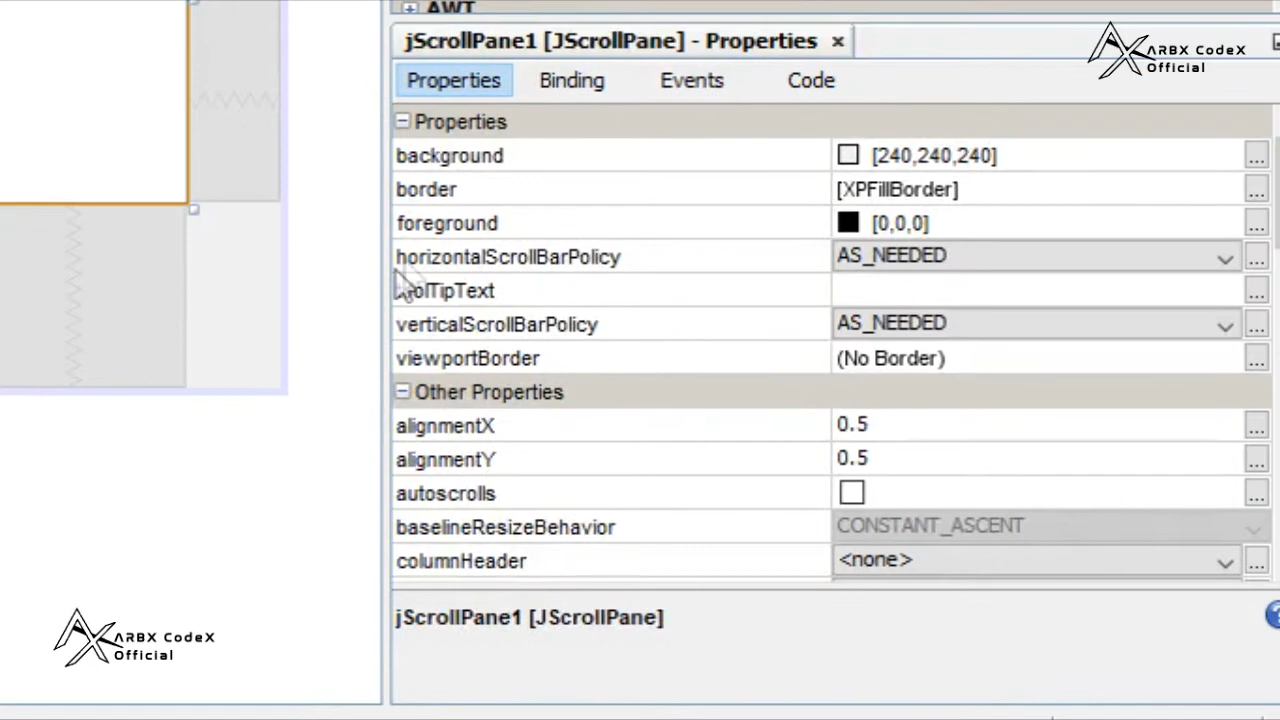 AWT
jScrollPane1 [JScrollPane] - Properties
ARBX CodeX
Official
Properties Binding Events Code
Properties
background [240,240,240] ...
border [XPFillBorder] ...
foreground [0,0,0] ...
horizontalScrollBarPolicy AS_NEEDED ...
toolTipText ...
verticalScrollBarPolicy AS_NEEDED ...
viewportBorder (No Border) ...
Other Properties
alignmentX 0.5 ...
alignmentY 0.5 ...
autoscrolls ...
baselineResizeBehavior CONSTANT_ASCENT
columnHeader <none> ...
jScrollPane1 [JScrollPane]
ARBX CodeX
Official